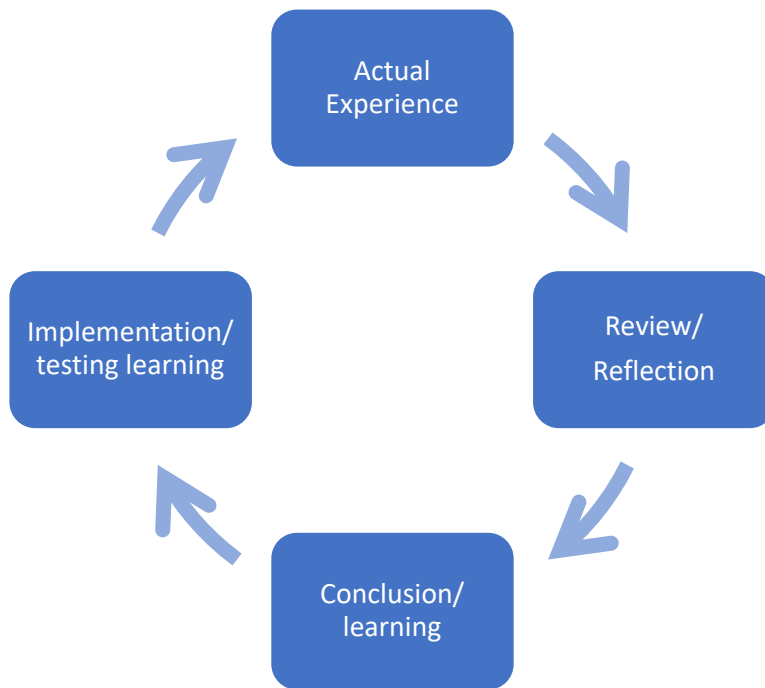 Actual
Experience
Review/
Reflection
Conclusion/
learning
Implementation/
testing learning